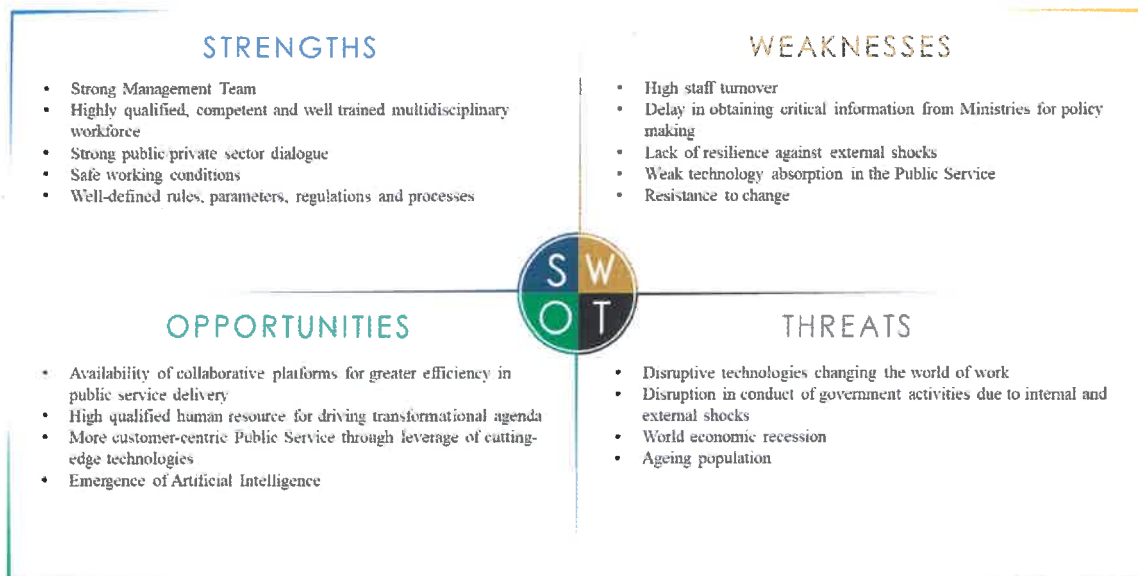 STRENGTHS
• Strong Management Team
• Highly qualified, competent and well trained multidisciplinary
workforce
• Strong public private sector dialogue
• Safe working conditions
• Well-defined rules, parameters, regulations and processes
WEAKNESSES
• High staff turnover
• Delay in obtaining critical information from Ministries for policy
making
• Lack of resilience against external shocks
• Weak technology absorption in the Public Service
• Resistance to change
S W
O T
OPPORTUNITIES
• Availability of collaborative platforms for greater efficiency in
public service delivery
• High qualified human resource for driving transformational agenda
• More customer-centric Public Service through leverage of cutting-
edge technologies
• Emergence of Artificial Intelligence
THREATS
• Disruptive technologies changing the world of work
• Disruption in conduct of government activities due to internal and
external shocks
• World economic recession
• Ageing population